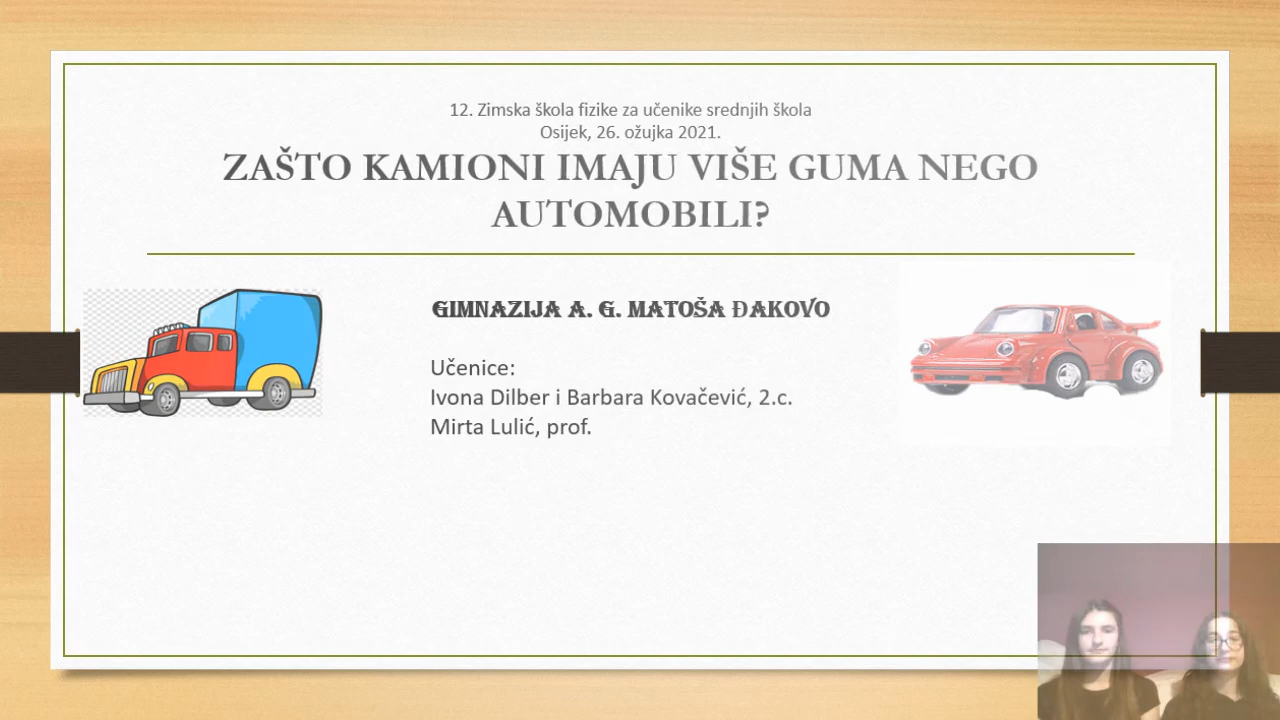 12. Zimska škola fizike za učenike srednjih škola
Osijek, 26. ožujka 2021.
ZAŠTO KAMIONI IMAJU VIŠE GUMA NEGO
AUTOMOBILI?
GIMNAZIJA A. G. MATOŠA ĐAKOVO
Učenice:
Ivona Dilber i Barbara Kovačević, 2.c.
Mirta Lulić, prof.